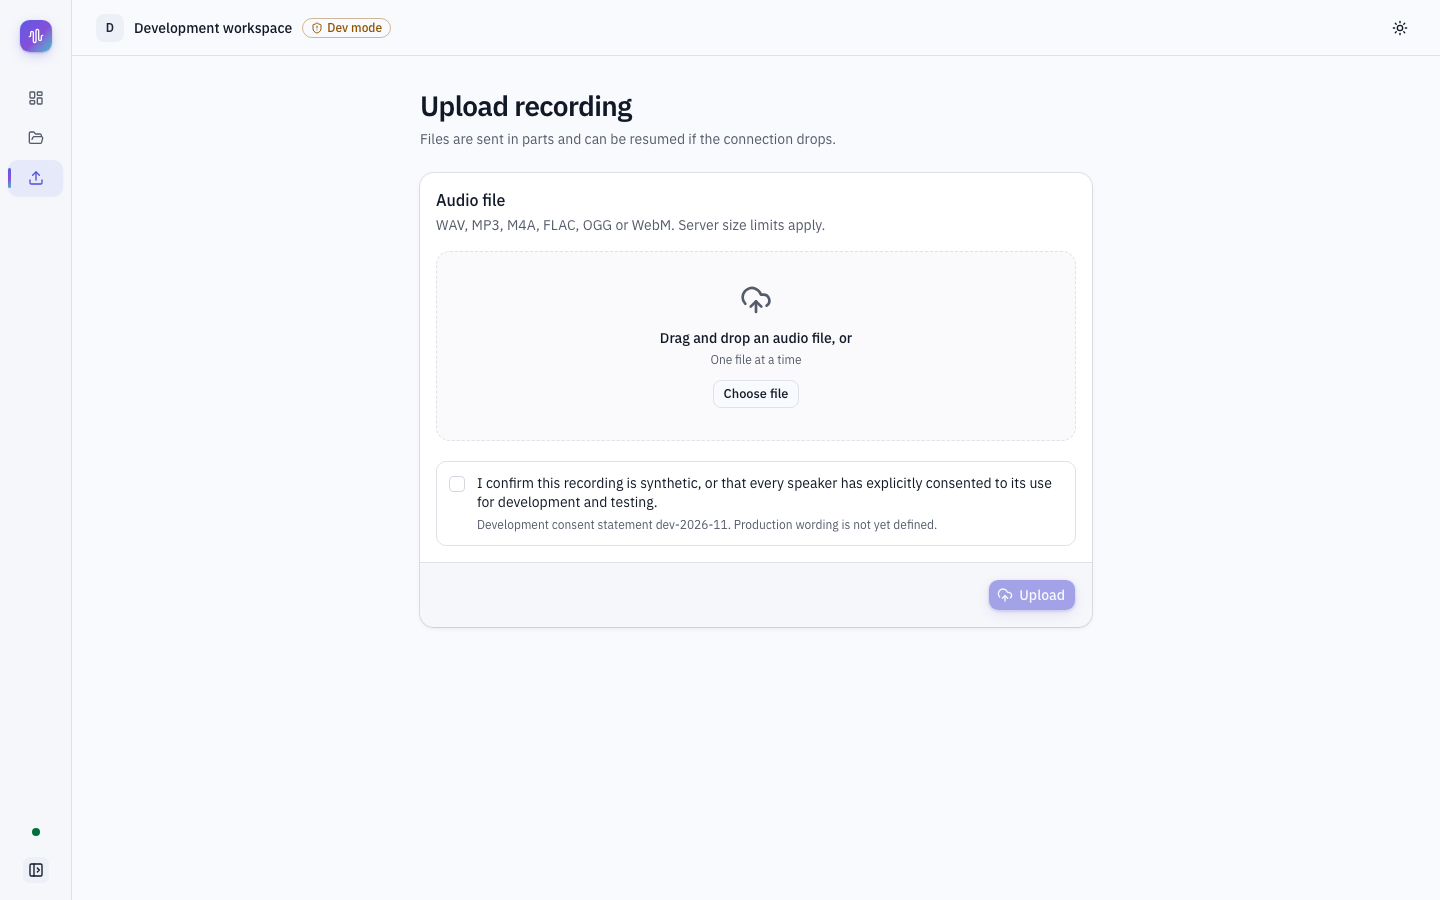 D Development workspace Dev mode
Upload recording
Files are sent in parts and can be resumed if the connection drops.
Audio file
WAV, MP3, M4A, FLAC, OGG or WebM. Server size limits apply.
Drag and drop an audio file, or
One file at a time
Choose file
I confirm this recording is synthetic, or that every speaker has explicitly consented to its use
for development and testing.
Development consent statement dev-2026-11. Production wording is not yet defined.
Upload